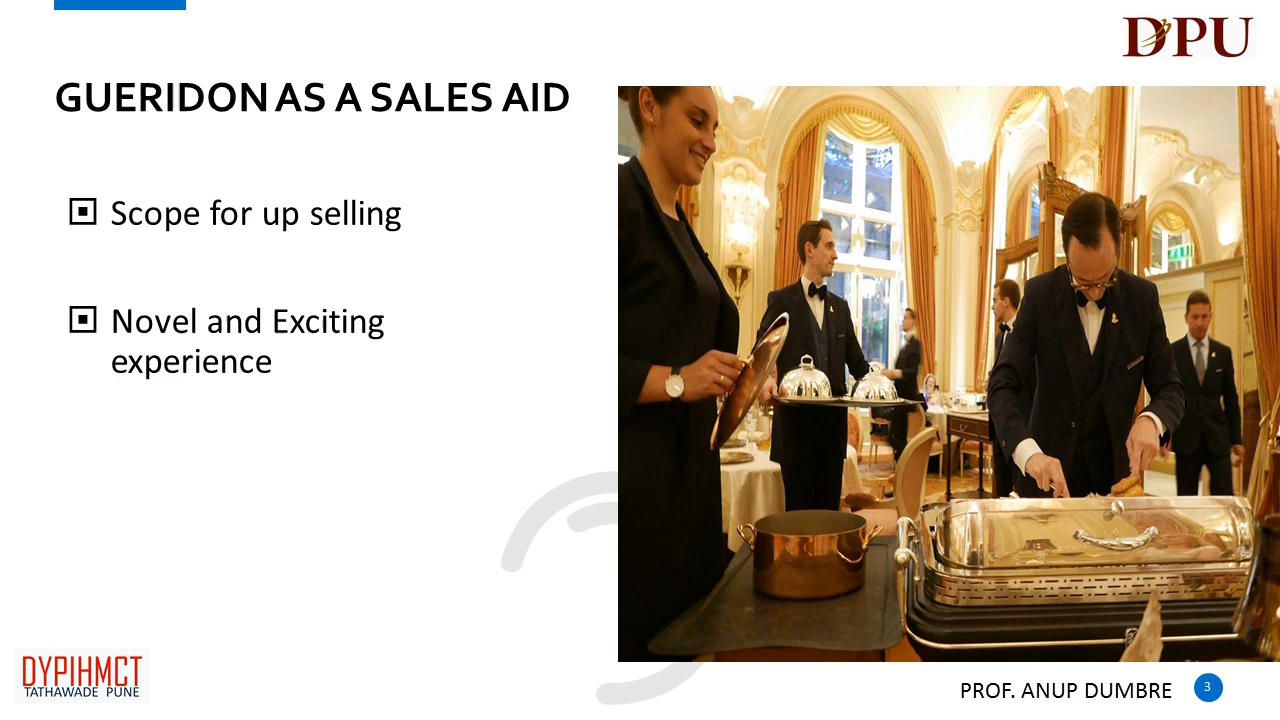 DPU
GUERIDON AS A SALES AID
Scope for up selling
Novel and Exciting
experience
DYPIHMCT
TATHAWADE PUNE
PROF. ANUP DUMBRE
3